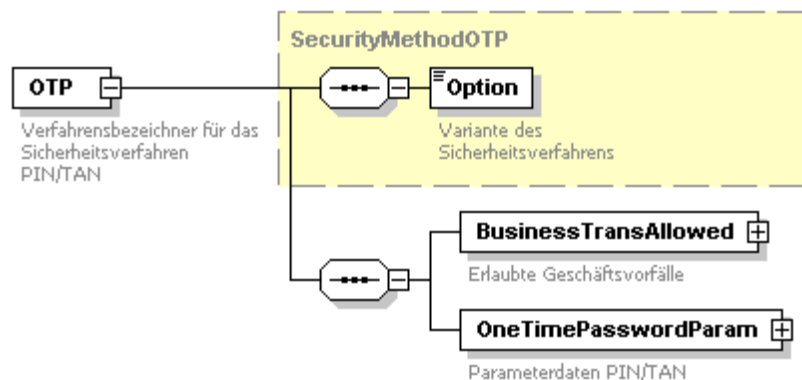 SecurityMethodOTP
OTP
Option
Verfahrensbezeichner für das
Sicherheitsverfahren
PIN/TAN
Variante des
Sicherheitsverfahrens
BusinessTransAllowed
Erlaubte Geschäftsvorfälle
OneTimePasswordParam
Parameterdaten PIN/TAN